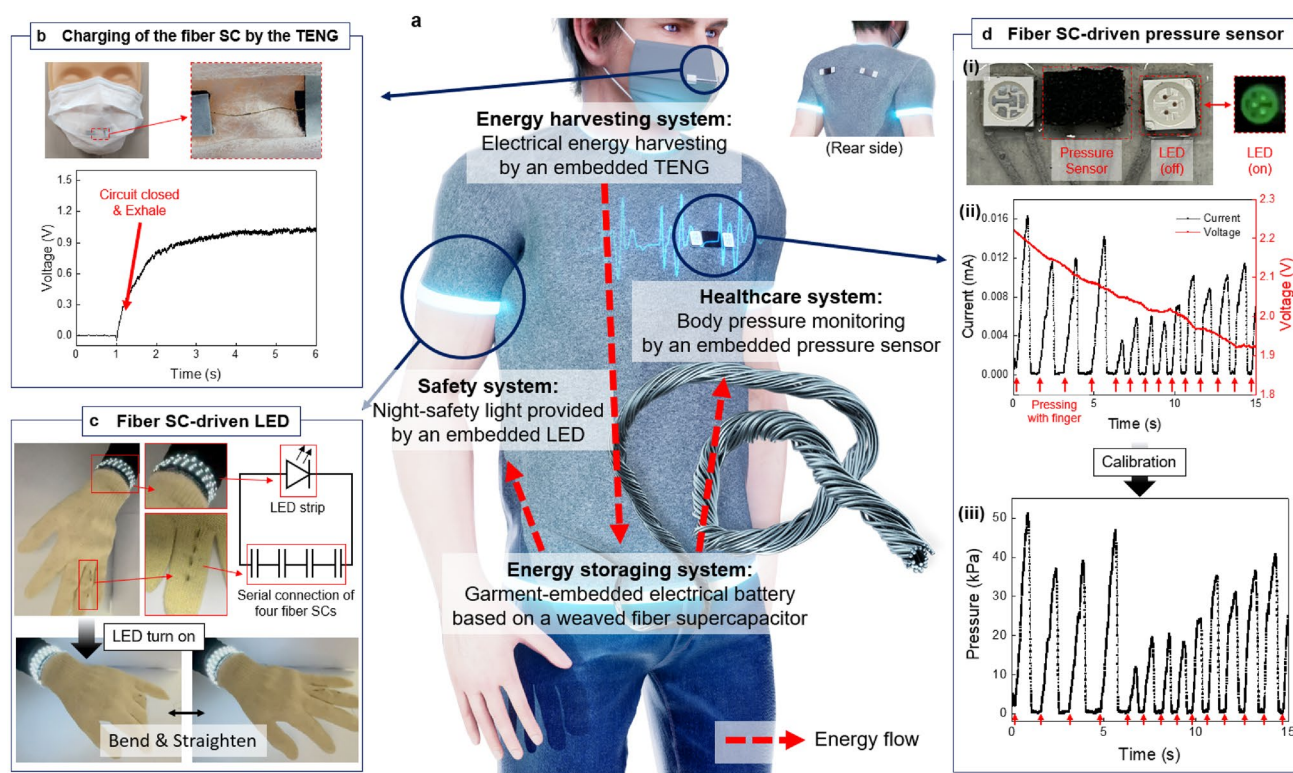 a
b Charging of the fiber SC by the TENG
Circuit closed
& Exhale
Voltage (V)
1.5
1.2
0.9
0.6
0.3
0.0
0 1 2 3 4 5 6
Time (s)
c Fiber SC-driven LED
LED strip
Serial connection of
four fiber SCs
LED turn on
Bend & Straighten
(Rear side)
Energy harvesting system:
Electrical energy harvesting
by an embedded TENG
Healthcare system:
Body pressure monitoring
by an embedded pressure sensor
Safety system:
Night-safety light provided
by an embedded LED
Energy storaging system:
Garment-embedded electrical battery
based on a weaved fiber supercapacitor
Energy flow
d Fiber SC-driven pressure sensor
(i)
Pressure
Sensor
LED
(off)
LED
(on)
(ii)
Current
Voltage
Current (mA)
0.016
0.012
0.008
0.004
0.000
Voltage (V)
2.3
2.2
2.1
2.0
1.9
1.8
0 5 10 15
Pressing
with finger
Time (s)
Calibration
(iii)
Pressure (kPa)
50
40
30
20
10
0
0 5 10 15
Time (s)